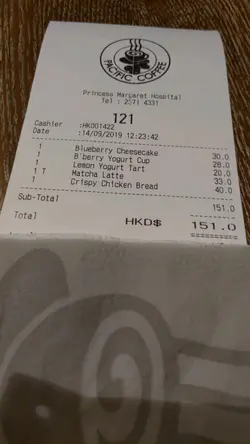 PACIFIC COFFEE
Princess Margaret Hospital
Tel : 2371 4331
121
Cashier :HK001422
Date :14/09/2019 12:23:42
1 Blueberry Cheesecake 30.0
1 B'berry Yogurt Cup 28.0
1 Lemon Yogurt Tart 20.0
1 T Matcha Latte 33.0
1 Crispy Chicken Bread 40.0
Sub-Total 151.0
Total HKD$ 151.0